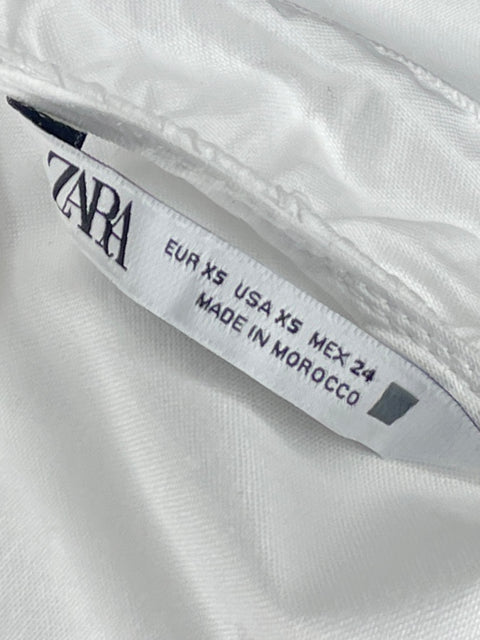 ZARA
EUR XS USA XS MEX 24
MADE IN MOROCCO